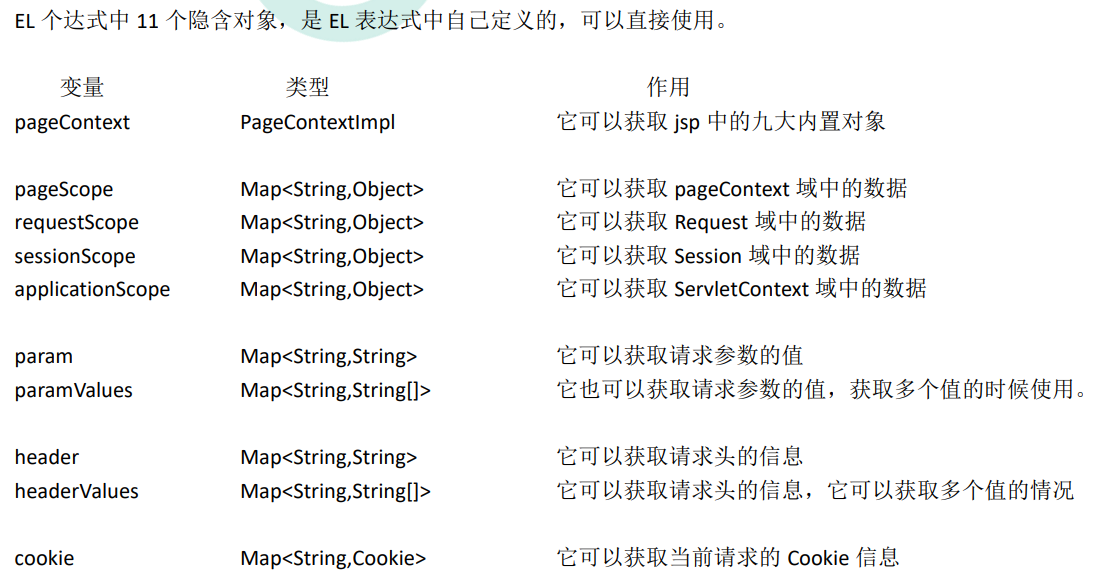 EL 个达式中 11 个隐含对象，是 EL 表达式中自己定义的，可以直接使用。
变量 类型 作用
pageContext PageContextImpl 它可以获取 jsp 中的九大内置对象
pageScope Map<String,Object> 它可以获取 pageContext 域中的数据
requestScope Map<String,Object> 它可以获取 Request 域中的数据
sessionScope Map<String,Object> 它可以获取 Session 域中的数据
applicationScope Map<String,Object> 它可以获取 ServletContext 域中的数据
param Map<String,String> 它可以获取请求参数的值
paramValues Map<String,String[]> 它也可以获取请求参数的值，获取多个值的时候使用。
header Map<String,String> 它可以获取请求头的信息
headerValues Map<String,String[]> 它可以获取请求头的信息，它可以获取多个值的情况
cookie Map<String,Cookie> 它可以获取当前请求的 Cookie 信息